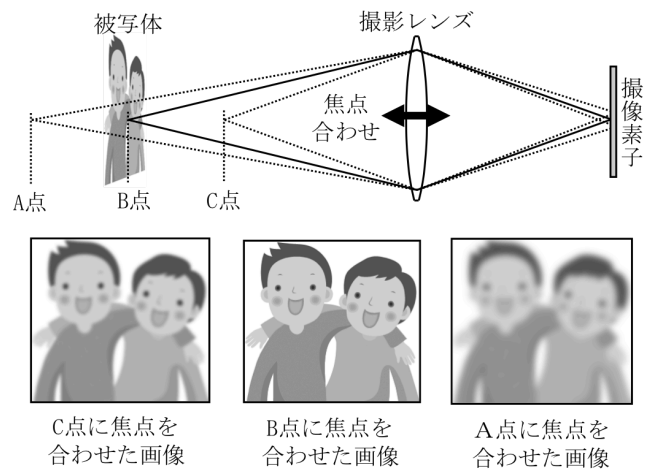 被写体
撮影レンズ
焦点
合わせ
撮像素子
A点
B点
C点
C点に焦点を
合わせた画像
B点に焦点を
合わせた画像
A点に焦点を
合わせた画像